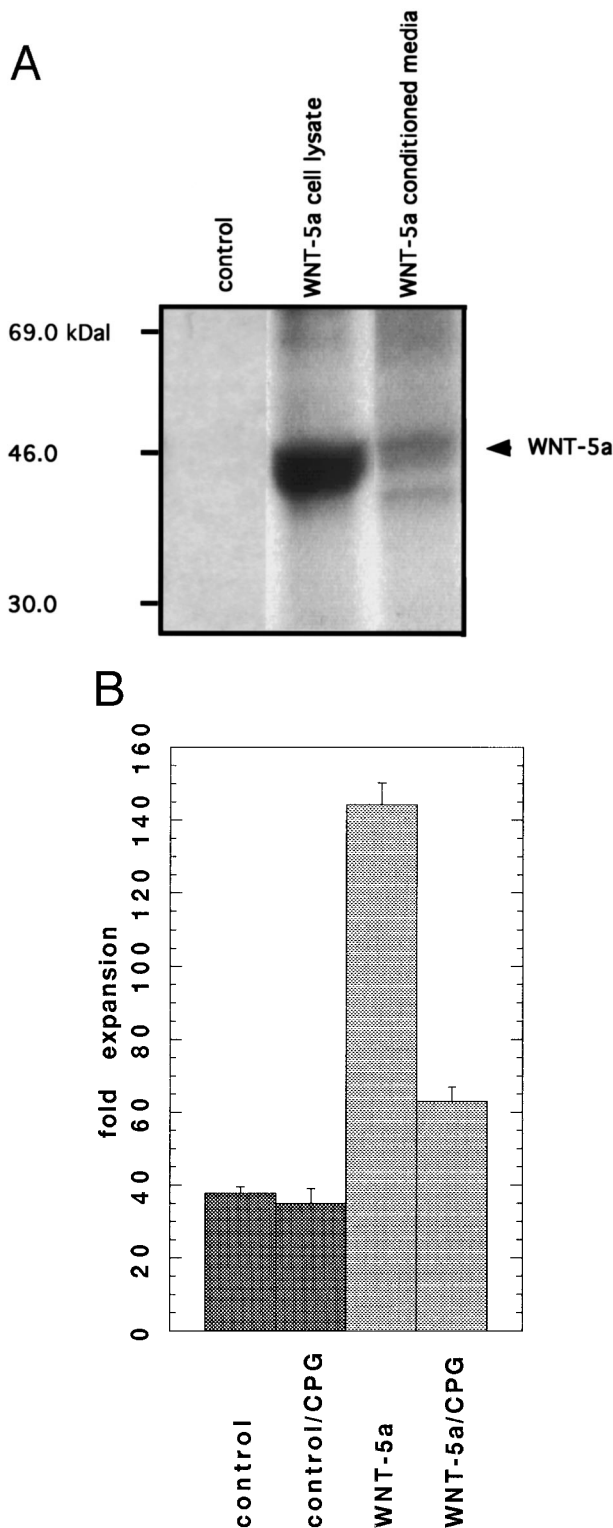 A
control
WNT-5a cell lysate
WNT-5a conditioned media
69.0 kDal
46.0
WNT-5a
30.0
B
160
140
120
100
80
60
40
20
0
fold expansion
control
control/CPG
WNT-5a
WNT-5a/CPG